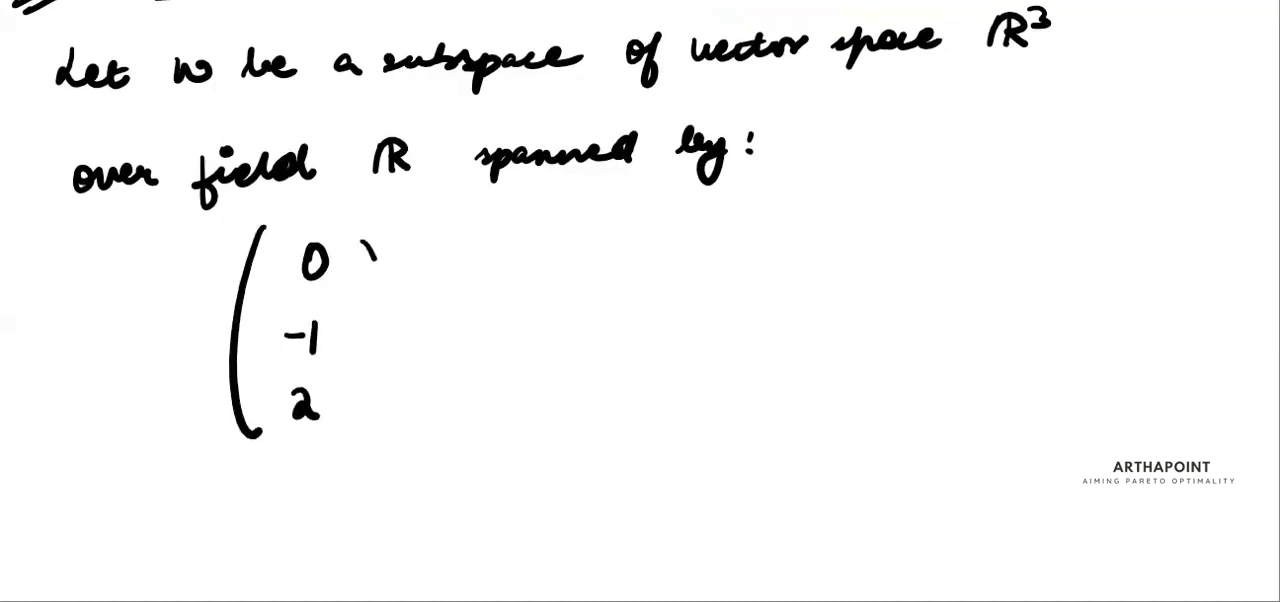 Let W be a subspace of vector space ℝ³
over field ℝ spanned by:
( 0 )
-1
2
ARTHAPOINT
AIMING PARETO OPTIMALITY